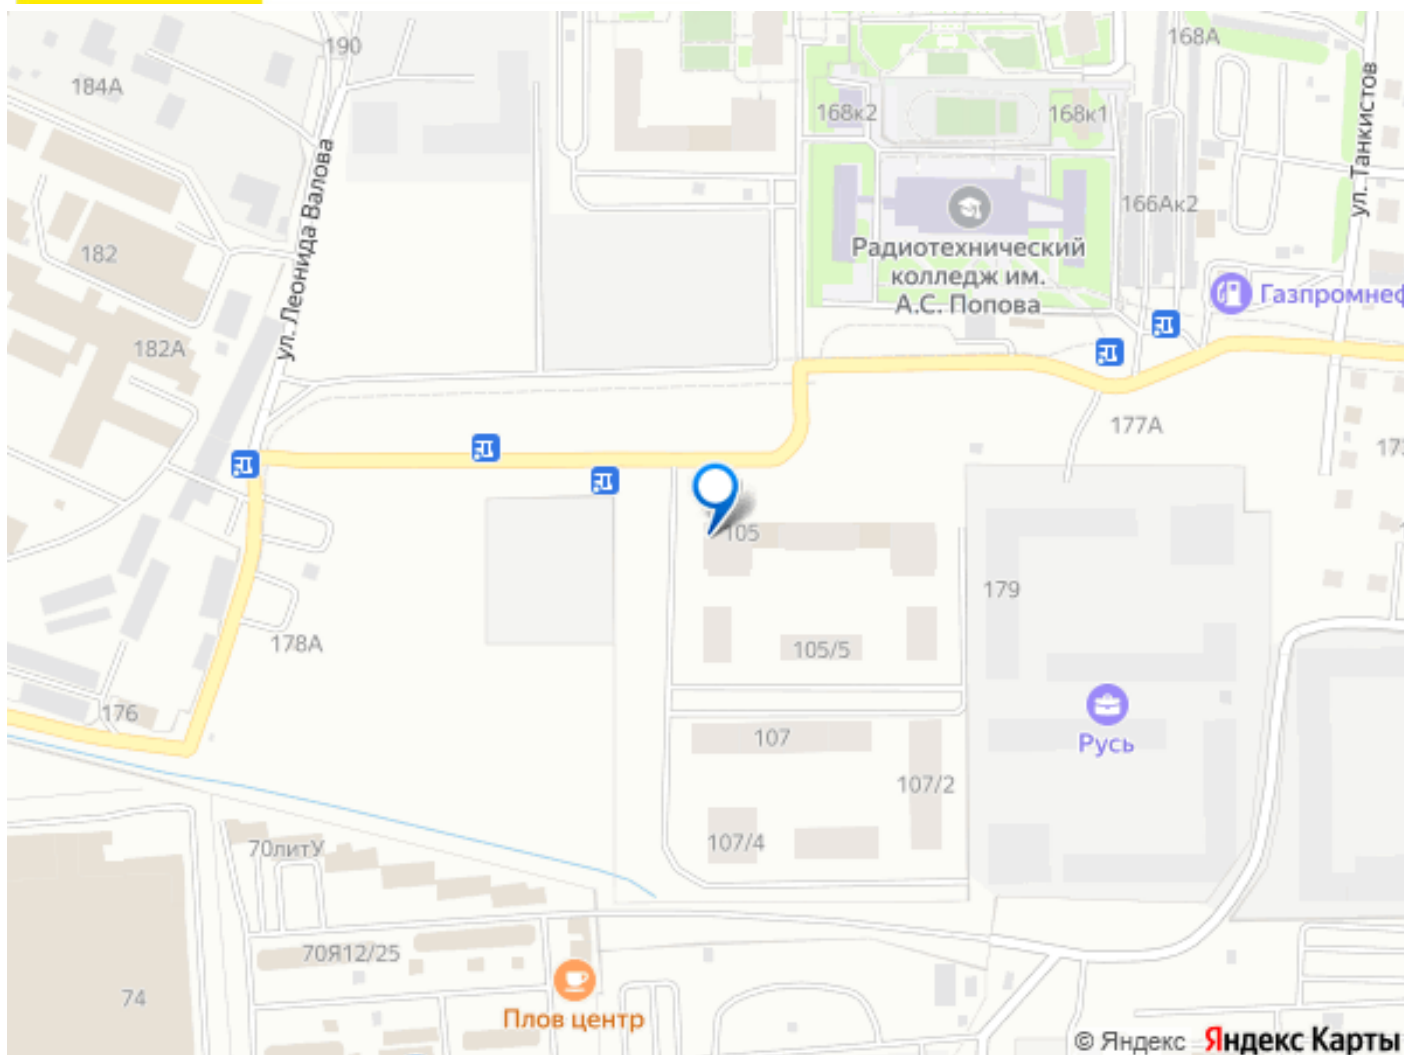 190
168А
184А
168к2
168к1
ул. Танкистов
ул. Леонида Валова
166Ак2
182
Радиотехнический
колледж им.
А.С. Попова
Газпромнеф
182А
177А
105
179
178А
105/5
176
107
Русь
107/2
107/4
70литУ
70Я12/25
74
Плов центр
© Яндекс Яндекс Карты